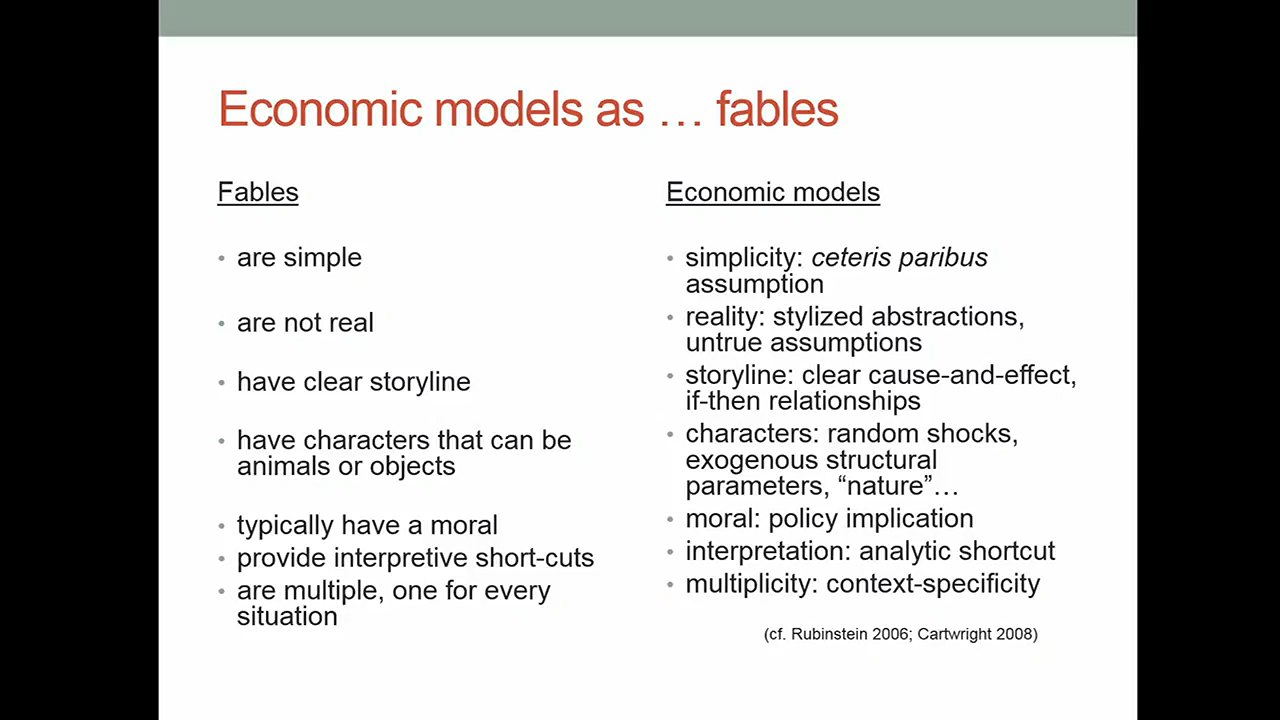 Economic models as … fables
Fables
• are simple
• are not real
• have clear storyline
• have characters that can be
animals or objects
• typically have a moral
• provide interpretive short-cuts
• are multiple, one for every
situation
Economic models
• simplicity: ceteris paribus
assumption
• reality: stylized abstractions,
untrue assumptions
• storyline: clear cause-and-effect,
if-then relationships
• characters: random shocks,
exogenous structural
parameters, “nature”…
• moral: policy implication
• interpretation: analytic shortcut
• multiplicity: context-specificity
(cf. Rubinstein 2006; Cartwright 2008)